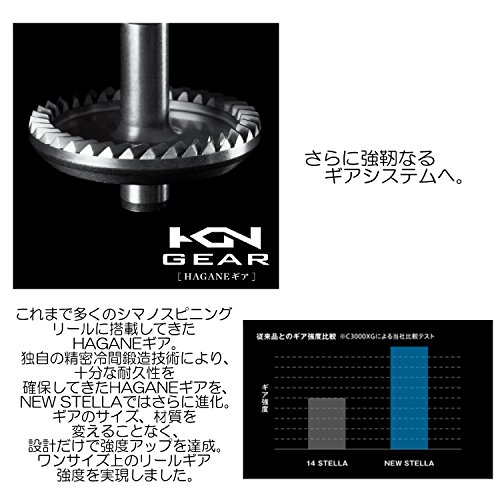 さらに強靭なる
ギアシステムへ。
HGN
GEAR
[HAGANEギア]
これまで多くのシマノスピニング
リールに搭載してきた
HAGANEギア。
独自の精密冷間鍛造技術により、
十分な耐久性を
確保してきたHAGANEギアを、
NEW STELLAではさらに進化。
ギアのサイズ、材質を
変えることなく、
設計だけで強度アップを達成。
ワンサイズ上のリールギア
強度を実現しました。
従来品とのギア強度比較 ※C3000XGによる当社比較テスト
ギア強度
14 STELLA
NEW STELLA